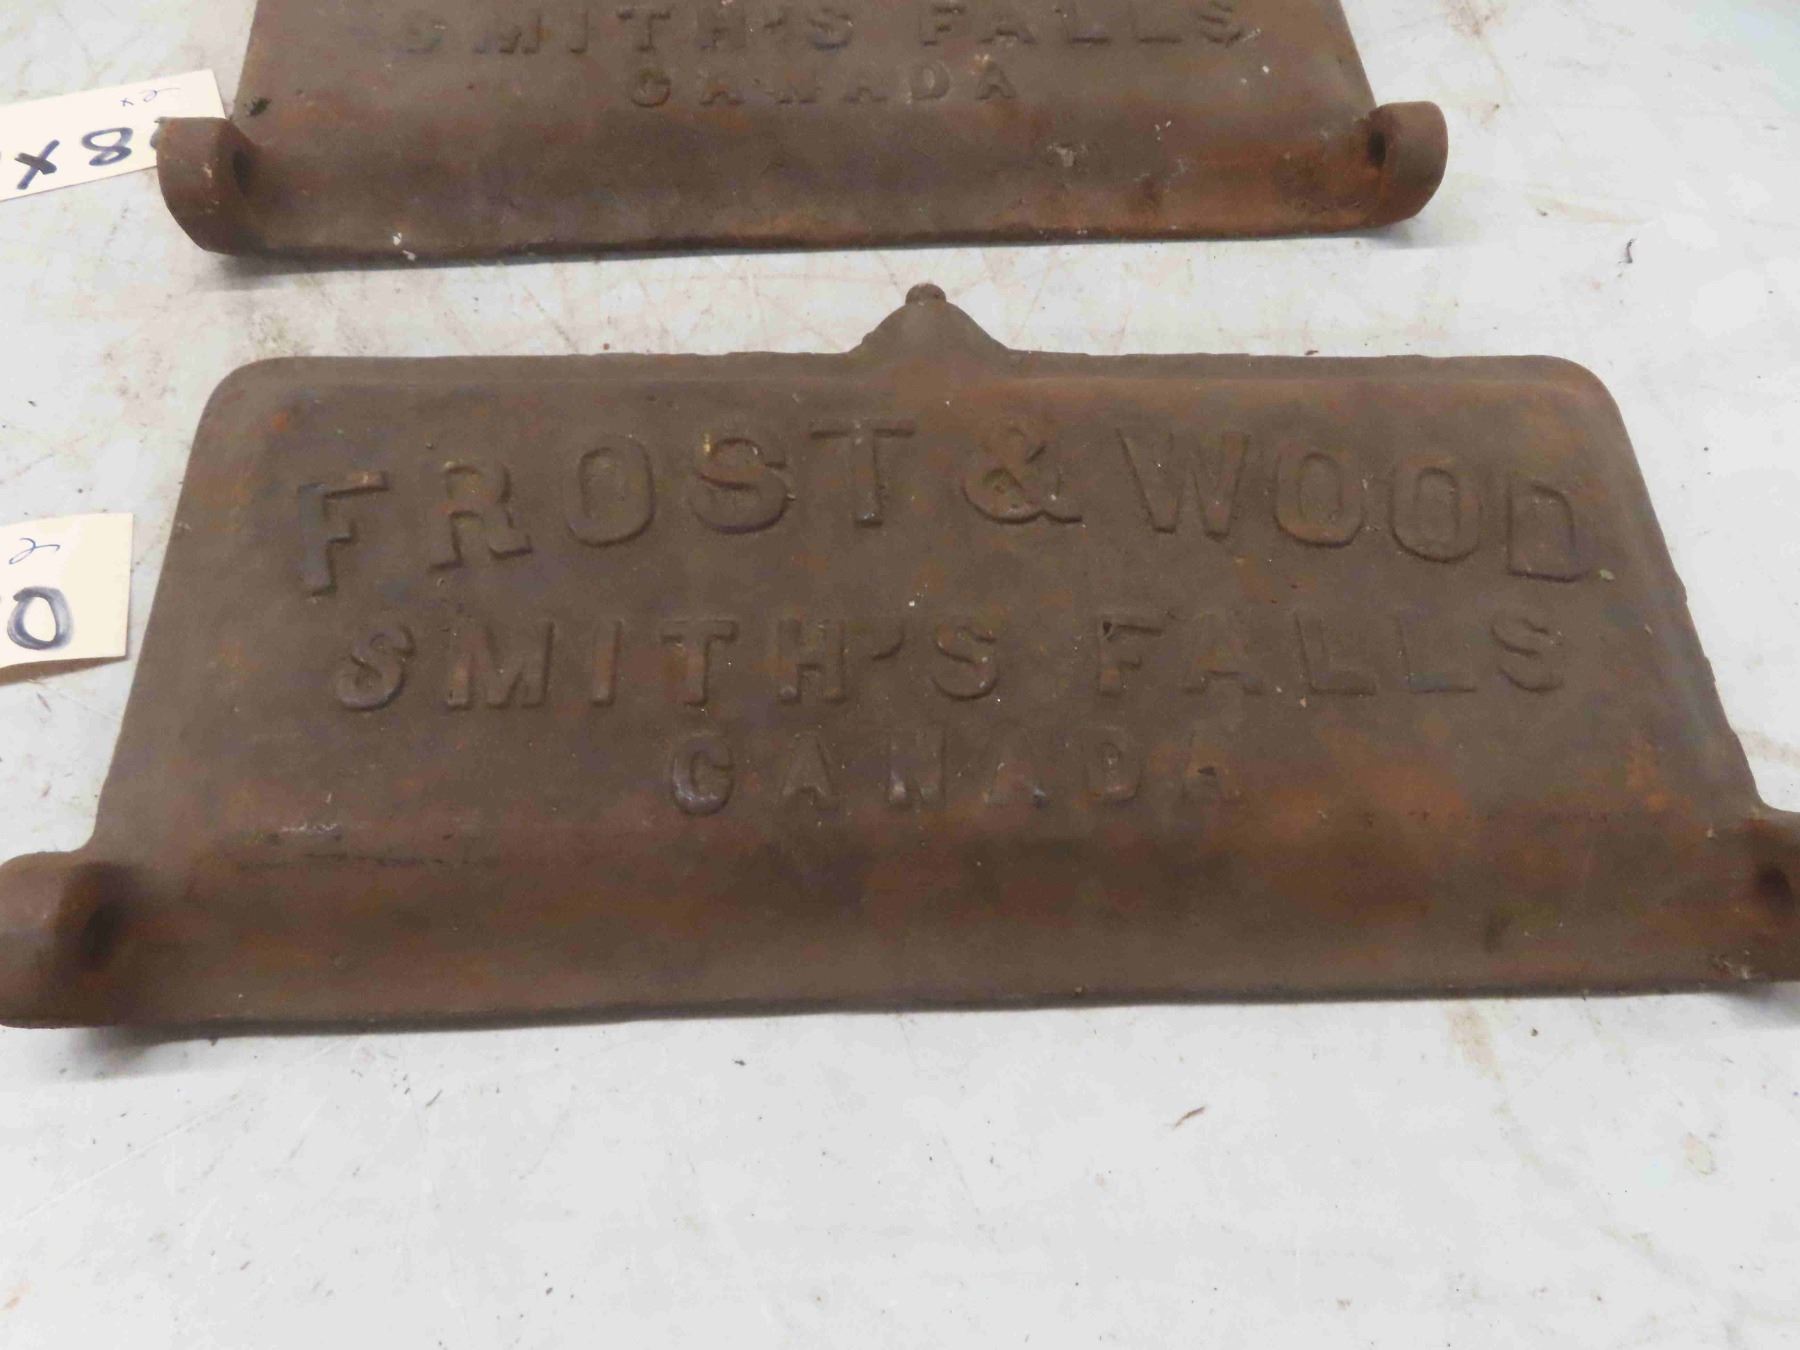 SMITH'S FALLS
CANADA
FROST & WOOD
SMITH'S FALLS
CANADA